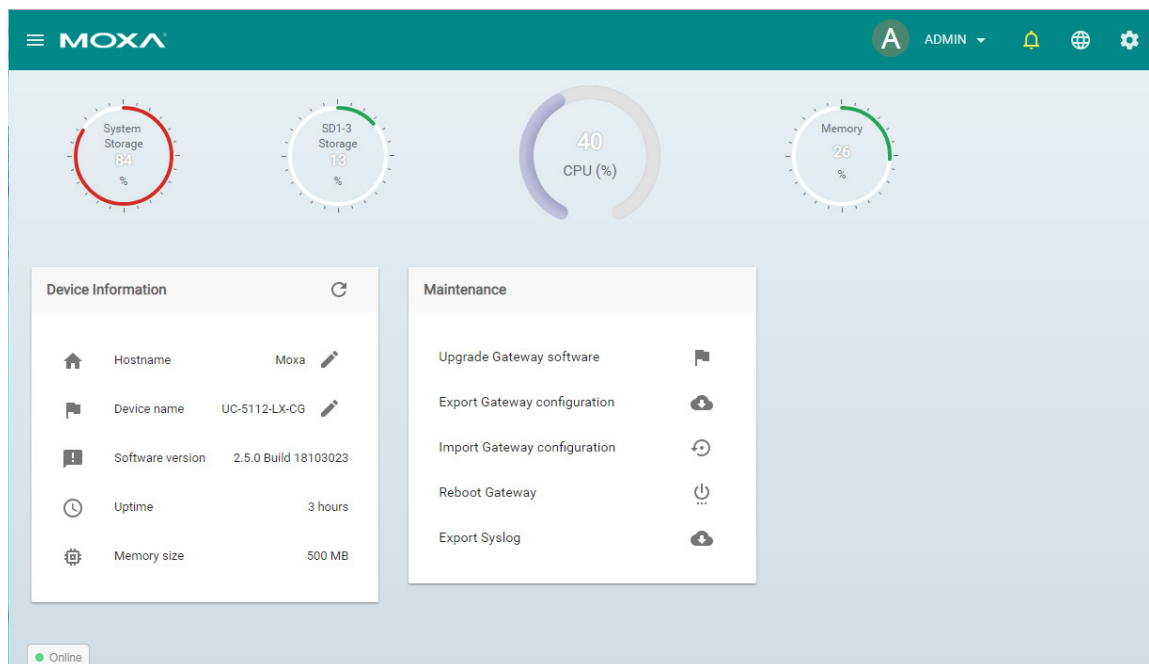 MOXA
A ADMIN
System
Storage
84
%
SD1-3
Storage
13
%
40
CPU (%)
Memory
26
%
Device Information
Hostname Moxa
Device name UC-5112-LX-CG
Software version 2.5.0 Build 18103023
Uptime 3 hours
Memory size 500 MB
Maintenance
Upgrade Gateway software
Export Gateway configuration
Import Gateway configuration
Reboot Gateway
Export Syslog
Online